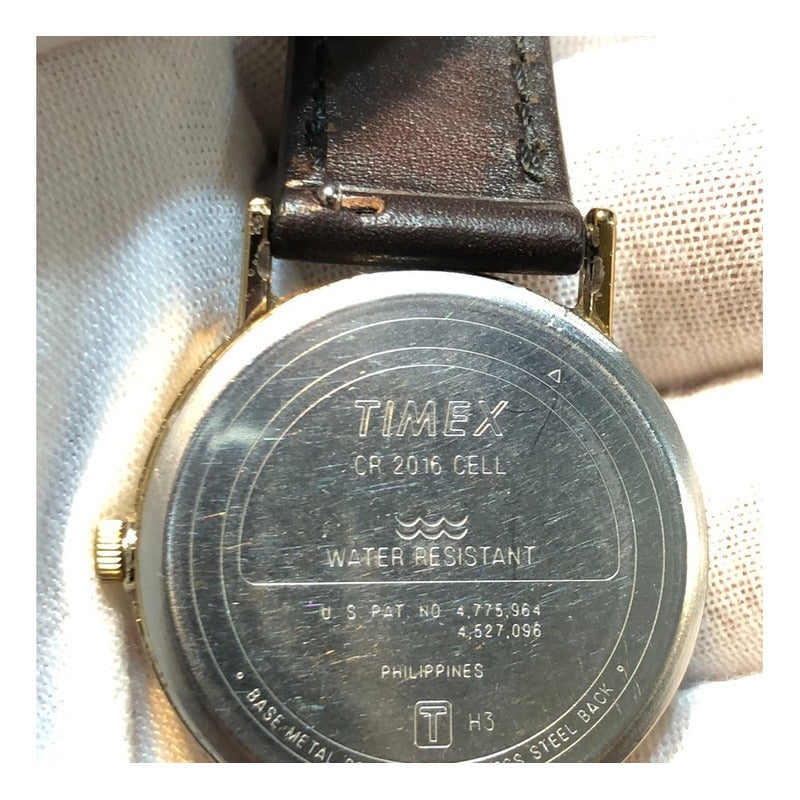 TIMEX
CR 2016 CELL
WATER RESISTANT
U.S. PAT. NO. 4,775,964
4,527,096
PHILIPPINES
T H3
BASE METAL STEEL BACK